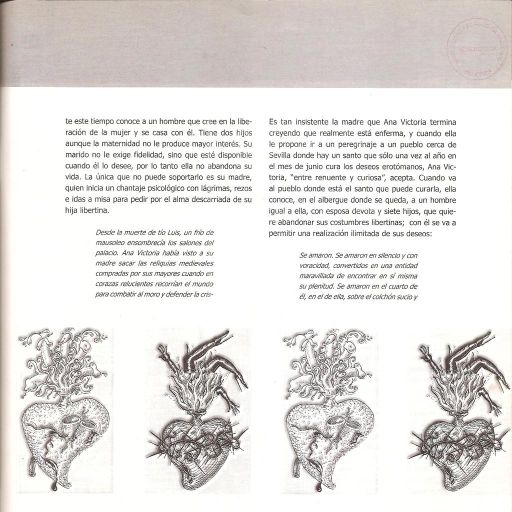 te este tiempo conoce a un hombre que cree en la libe-
ración de la mujer y se casa con él. Tiene dos hijos
aunque la maternidad no le produce mayor interés. Su
marido no le exige fidelidad, sino que esté disponible
cuando él lo desee, por lo tanto ella no abandona su
vida. La única que no puede soportarlo es su madre,
quien inicia un chantaje psicológico con lágrimas, rezos
e idas a misa para pedir por el alma descarriada de su
hija libertina.
Desde la muerte de tío Luis, un frío de
mausoleo ensombrecía los salones del
palacio. Ana Victoria había visto a su
madre sacar las reliquias medievales
compradas por sus mayores cuando en
corazas relucientes recorrían el mundo
para combatir al moro y defender la cris-
Es tan insistente la madre que Ana Victoria termina
creyendo que realmente está enferma, y cuando ella
le propone ir a un peregrinaje a un pueblo cerca de
Sevilla donde hay un santo que sólo una vez al año en
el mes de junio cura los deseos erotómanos, Ana Vic-
toria, "entre renuente y curiosa", acepta. Cuando va
al pueblo donde está el santo que puede curarla, ella
conoce, en el albergue donde se queda, a un hombre
igual a ella, con esposa devota y siete hijos, que quie-
re abandonar sus costumbres libertinas; con él se va a
permitir una realización ilimitada de sus deseos:
Se amaron. Se amaron en silencio y con
voracidad, convertidos en una entidad
maravillada de encontrar en sí misma
su plenitud. Se amaron en el cuarto de
él, en el de ella, sobre el colchón sucio y